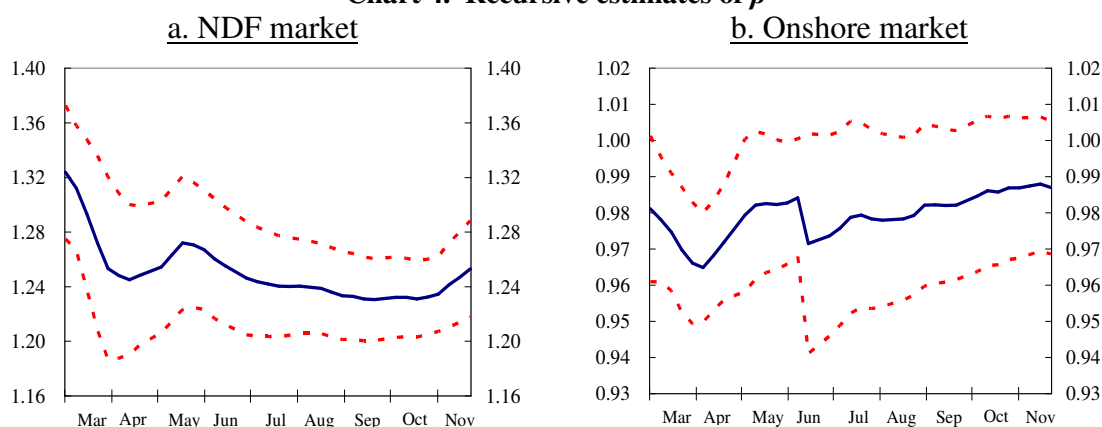 Chart 4. Recursive estimates of β
a. NDF market
b. Onshore market
1.40 1.40 1.02 1.02
1.36 1.36 1.01 1.01
1.32 1.32 1.00 1.00
1.28 1.28 0.99 0.99
1.24 1.24 0.98 0.98
1.20 1.20 0.97 0.97
1.16 1.16 0.96 0.96
0.95 0.95
0.94 0.94
0.93 0.93
Mar Apr May Jun Jul Aug Sep Oct Nov
Mar Apr May Jun Jul Aug Sep Oct Nov